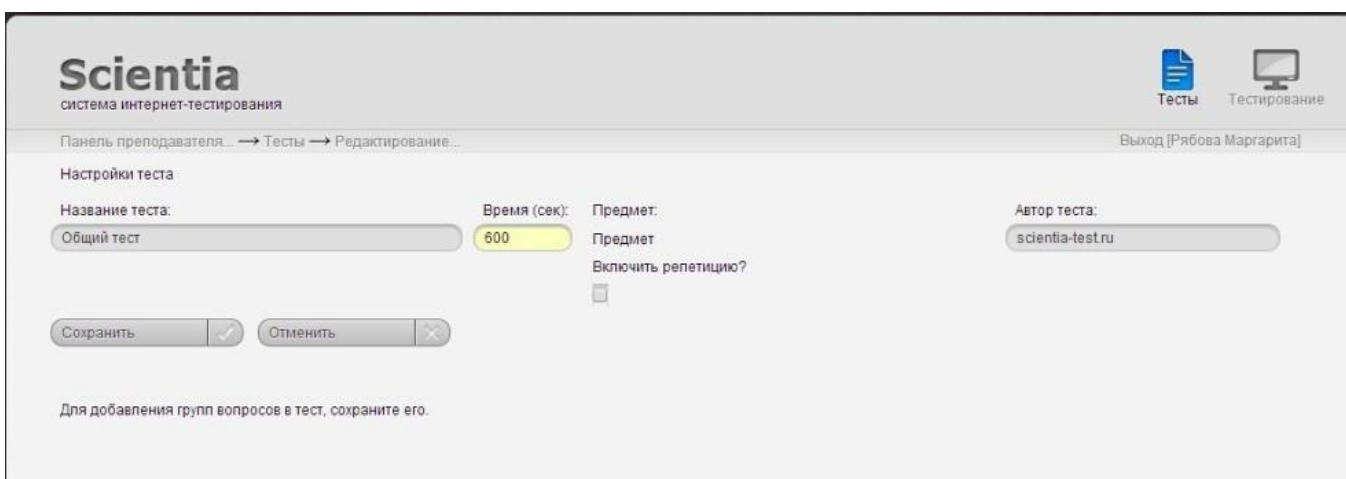 Scientia
система интернет-тестирования
Тесты Тестирование
Панель преподавателя... → Тесты → Редактирование... Выход [Рябова Маргарита]
Настройки теста
Название теста: Время (сек): Предмет: Автор теста:
Общий тест 600 Предмет scientia-test.ru
Включить репетицию?
Сохранить Отменить
Для добавления групп вопросов в тест, сохраните его.